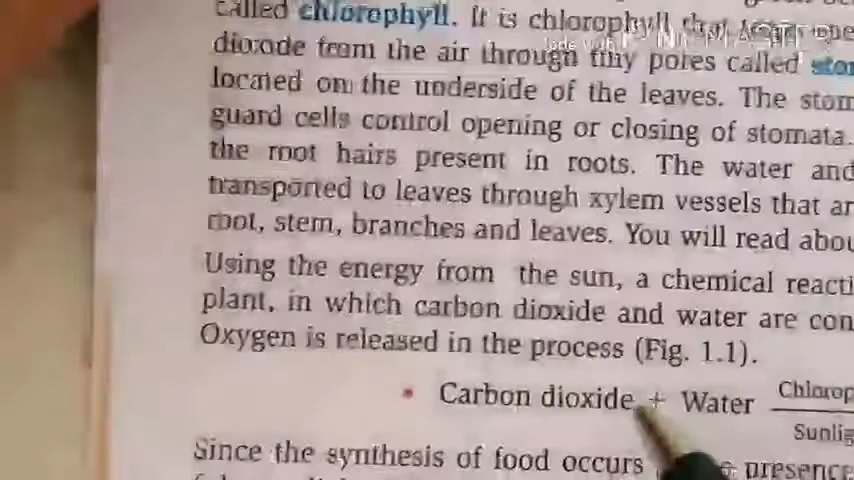 called chlorophyll. It is chlorophyll that
dioxide from the air through tiny pores called
located on the underside of the leaves. The
guard cells control opening or closing of stomata.
the root hairs present in roots. The water and
transported to leaves through xylem vessels that
root, stem, branches and leaves. You will read
Using the energy from the sun, a chemical
plant, in which carbon dioxide and water are
Oxygen is released in the process (Fig. 1.1).
Carbon dioxide + Water
Since the synthesis of food occurs presence